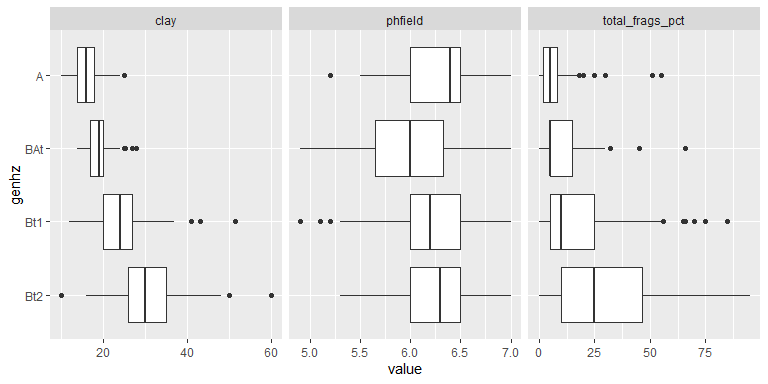 clay phfield total_frags_pct
genhz
A
BAt
Bt1
Bt2
20 40 60 5.0 5.5 6.0 6.5 7.0 0 25 50 75
value